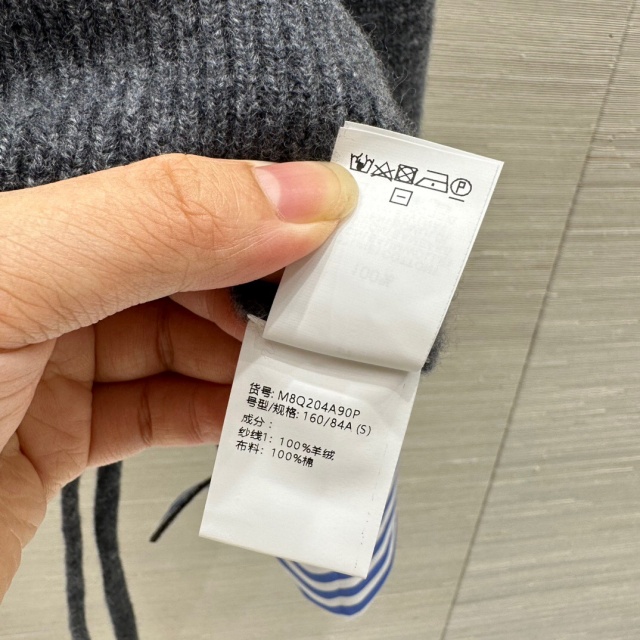 P
货号: M8Q204A90P
号型/规格: 160/84A (S)
成分:
纱线1: 100%羊绒
布料: 100%棉